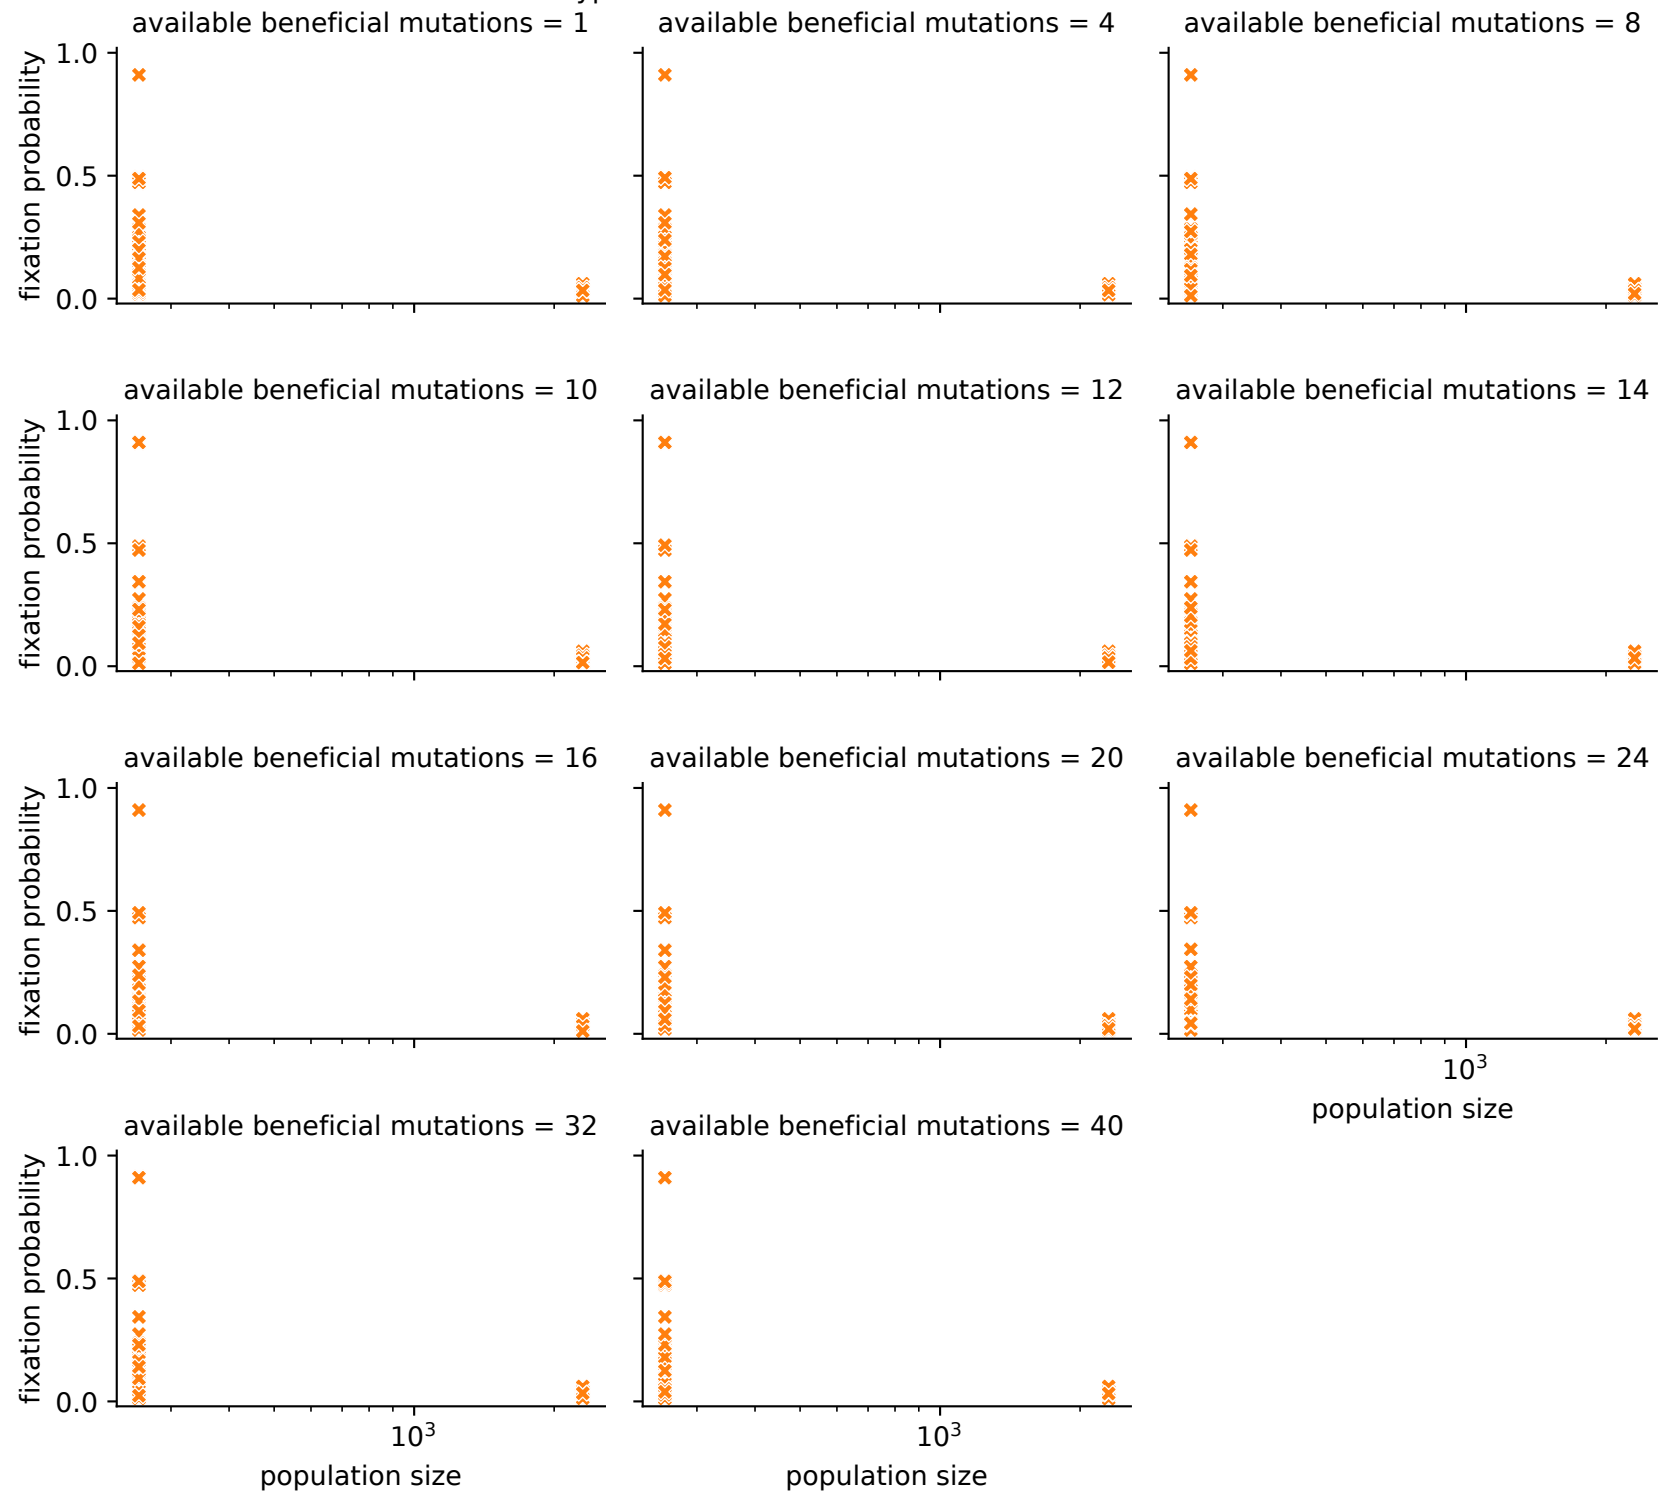 available beneficial mutations = 1
available beneficial mutations = 4
available beneficial mutations = 8
fixation probability
1.0
0.5
0.0
available beneficial mutations = 10
available beneficial mutations = 12
available beneficial mutations = 14
fixation probability
1.0
0.5
0.0
available beneficial mutations = 16
available beneficial mutations = 20
available beneficial mutations = 24
fixation probability
1.0
0.5
0.0
10³
population size
available beneficial mutations = 32
available beneficial mutations = 40
fixation probability
1.0
0.5
0.0
10³
10³
population size
population size